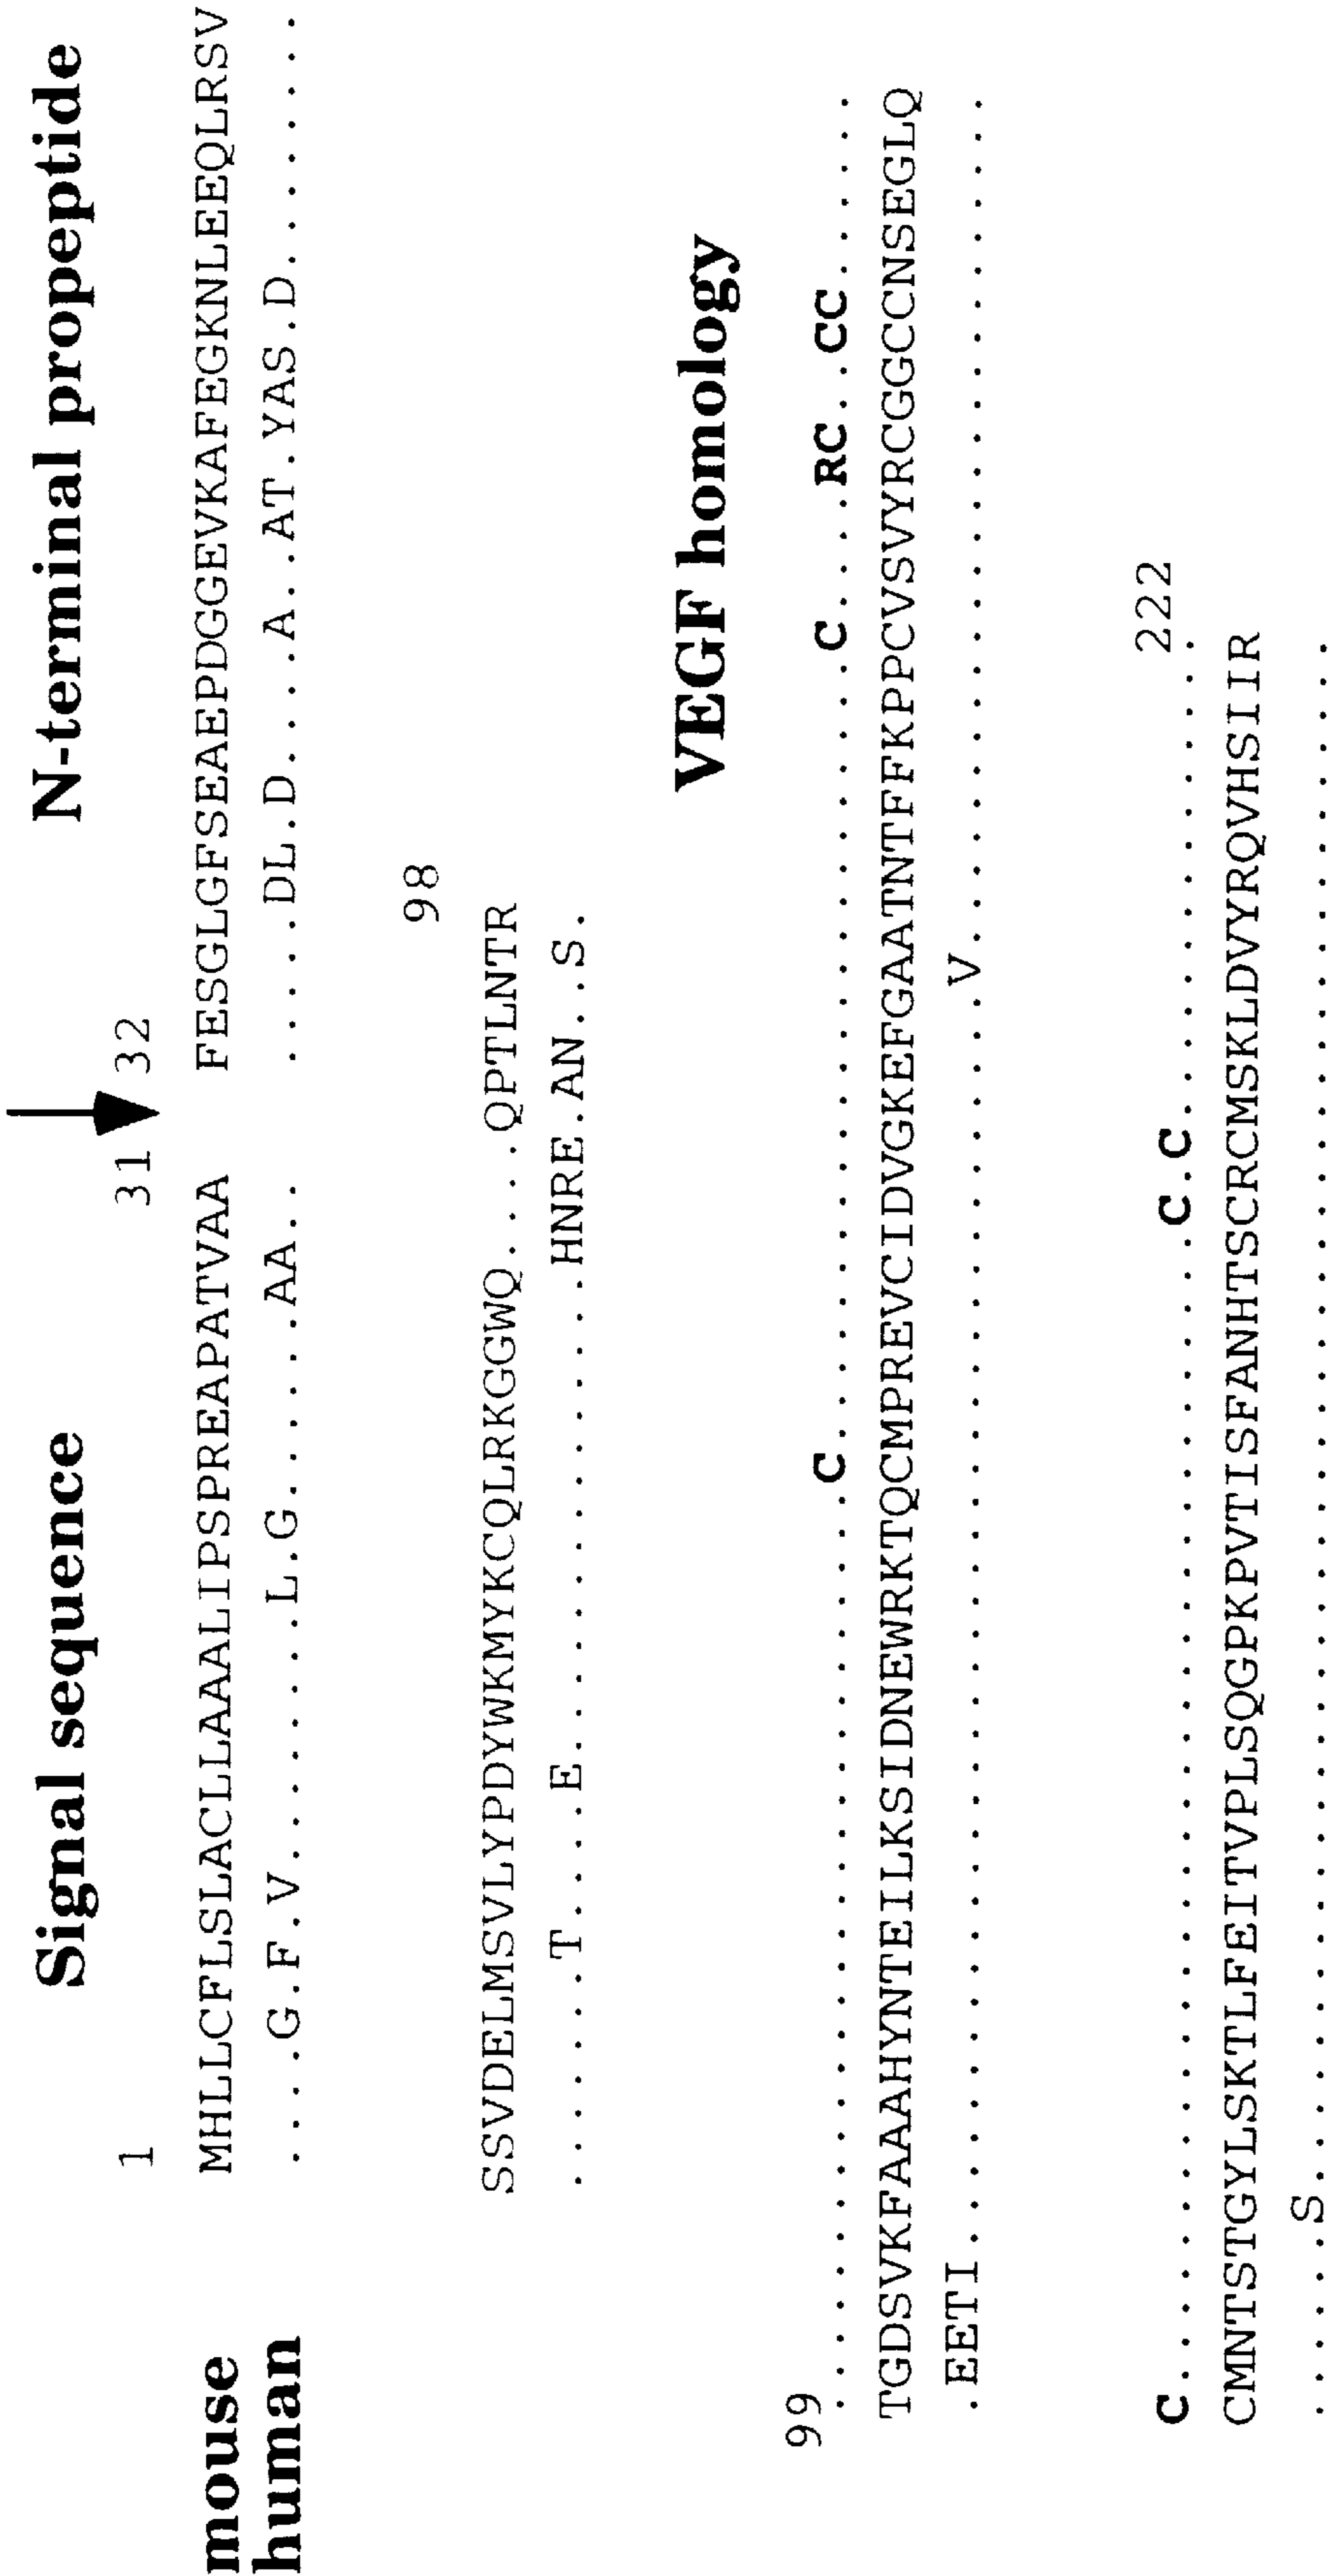 Signal sequence N-terminal propeptide
1 31 32
mouse MHLLCFLSLACLLAAALIPSPREAPATVAA FESGLGFSEAEPDGGEVKAFEGKNLEEQLRSV
human ....G.F.V........L.G......AA.. .....DL.D....A..AT.YAS.D........
98
SSVDELMSVLYPDYWKMYKCQLRKGGWQ...QPTLNTR
.......T....E...............HNRE.AN..S.
VEGF homology
99
............................C........................C....RC..CC......
TGDSVKFAAAHYNTEILKSIDNEWRKTQCMPREVCIDVGKEFGAATNTFFKPPCVSVYRCGGCCNSEGLQ
.EETI......................................V..........................
222
C...................................C.C...............
CMNTSTGYLSKTLFEITVPLSQGPKPVTISFANHTSCRCMSKLDVYRQVHSIIR
......S...............................................